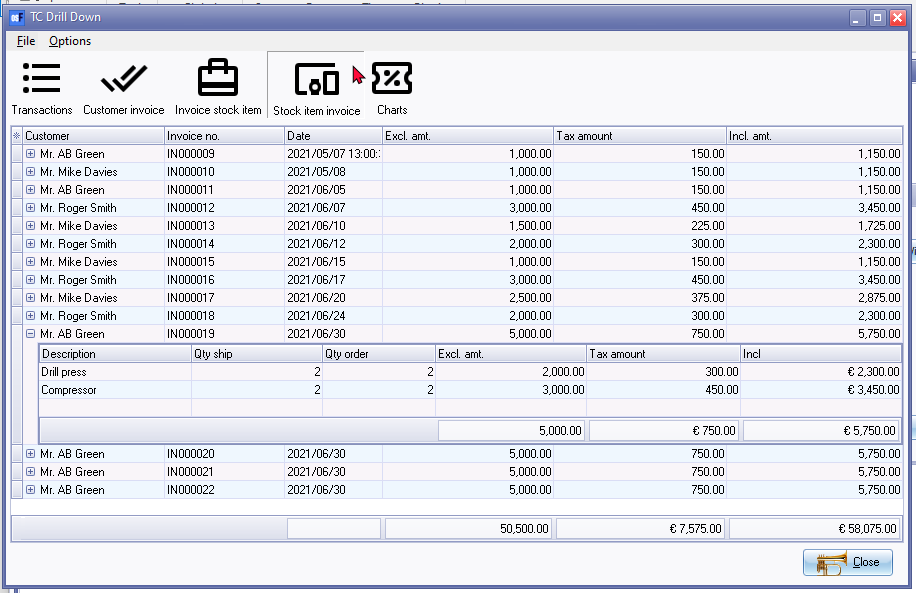 TC Drill Down
File Options
Transactions Customer invoice Invoice stock item Stock item invoice Charts
Customer Invoice no. Date Excl. amt. Tax amount Incl. amt.
Mr. AB Green IN000009 2021/05/07 13:00: 1,000.00 150.00 1,150.00
Mr. Mike Davies IN000010 2021/05/08 1,000.00 150.00 1,150.00
Mr. AB Green IN000011 2021/06/05 1,000.00 150.00 1,150.00
Mr. Roger Smith IN000012 2021/06/07 3,000.00 450.00 3,450.00
Mr. Mike Davies IN000013 2021/06/10 1,500.00 225.00 1,725.00
Mr. Roger Smith IN000014 2021/06/12 2,000.00 300.00 2,300.00
Mr. Mike Davies IN000015 2021/06/15 1,000.00 150.00 1,150.00
Mr. Roger Smith IN000016 2021/06/17 3,000.00 450.00 3,450.00
Mr. Mike Davies IN000017 2021/06/20 2,500.00 375.00 2,875.00
Mr. Roger Smith IN000018 2021/06/24 2,000.00 300.00 2,300.00
Mr. AB Green IN000019 2021/06/30 5,000.00 750.00 5,750.00
Description Qty ship Qty order Excl. amt. Tax amount Incl
Drill press 2 2 2,000.00 300.00 € 2,300.00
Compressor 2 2 3,000.00 450.00 € 3,450.00
5,000.00 € 750.00 € 5,750.00
Mr. AB Green IN000020 2021/06/30 5,000.00 750.00 5,750.00
Mr. AB Green IN000021 2021/06/30 5,000.00 750.00 5,750.00
Mr. AB Green IN000022 2021/06/30 5,000.00 750.00 5,750.00
50,500.00 € 7,575.00 € 58,075.00
Close